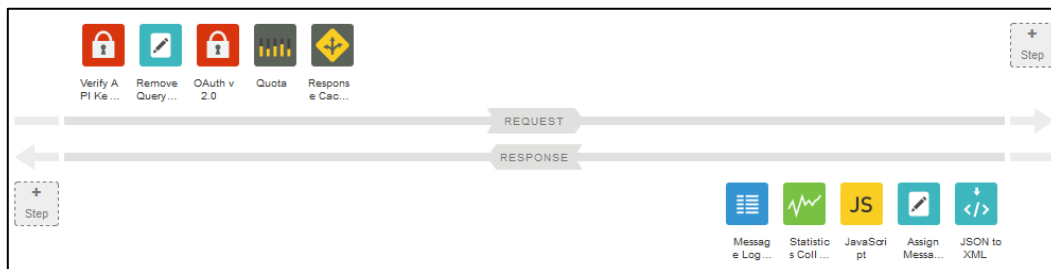 +
Step
Verify A
PI Ke ...
Remove
Query...
OAuth v
2.0
Quota
Respons
e Cac...
REQUEST
RESPONSE
+
Step
Messag
e Log...
Statistic
s Coll ...
JS
JavaScri
pt
Assign
Messa...
</>
JSON to
XML